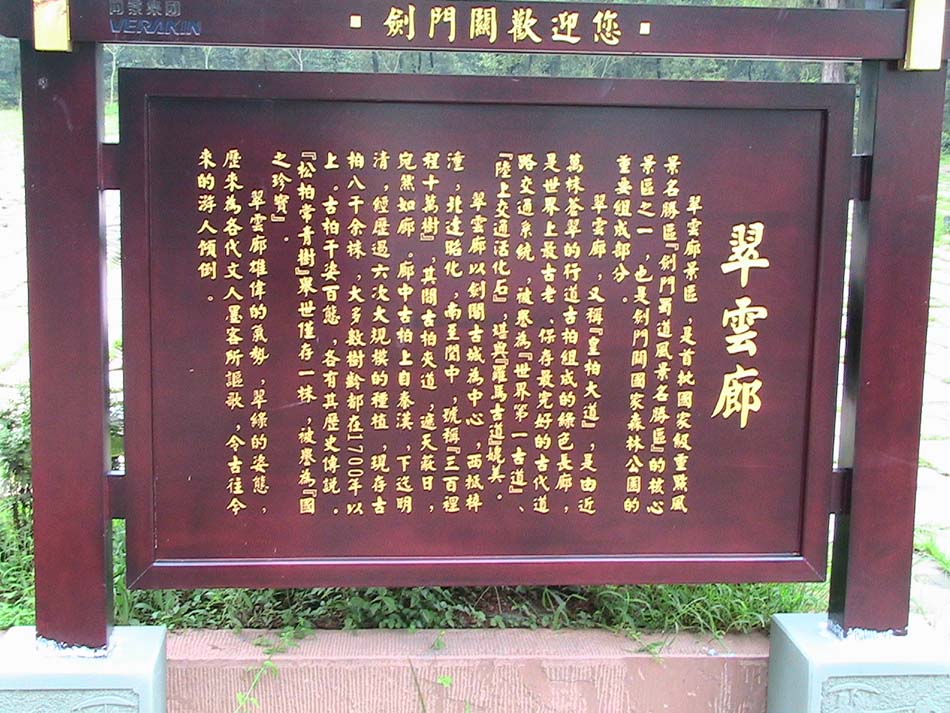 同景集团
VERAKIN
劍門關歡迎您
翠雲廊
翠雲廊景區，是首批國家級重點風
景名勝區『劍門蜀道風景名勝區』的核心
景區之一，也是劍門關國家森林公園的
重要組成部分。
翠雲廊，又稱『皇柏大道』，是由近
萬株蒼翠的行道古柏組成的綠色長廊，
是世界上最古老、保存最完好的古代道
路交通系統，被譽為『世界第一古道』、
『陸上交通活化石』，堪與『羅馬古道』媲美。
翠雲廊以劍閣古城為中心，西抵梓
潼，北達昭化，南至閬中，號稱『三百裡
程十萬樹』，其間古柏夾道，遮天蔽日，
宛然如廊。廊中古柏上自秦漢，下迄明
清，經歷過六次大規模的種植，現存古
柏八千余株，大多數樹齡都在1700年以
上。古柏千姿百態，各有其歷史傳說。
『松柏常青樹』舉世僅存一株，被譽為『國
之珍寶』。
翠雲廊雄偉的氣勢，翠綠的姿態，
歷來為各代文人墨客所謳歌，令古往今
來的游人傾倒。